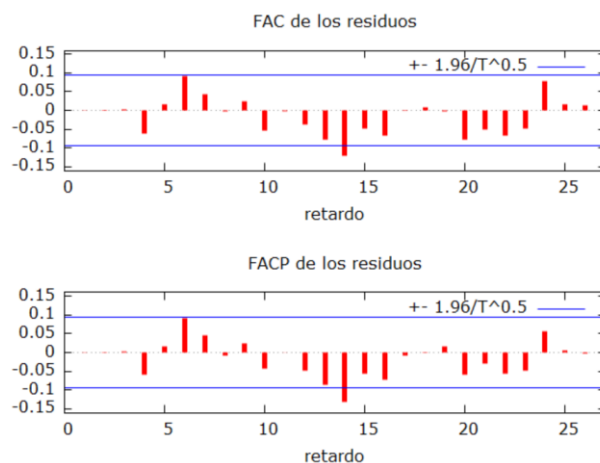 FAC de los residuos
0.15
0.1
0.05
0
-0.05
-0.1
-0.15
+- 1.96/T^0.5
0 5 10 15 20 25
retardo
FACP de los residuos
0.15
0.1
0.05
0
-0.05
-0.1
-0.15
+- 1.96/T^0.5
0 5 10 15 20 25
retardo